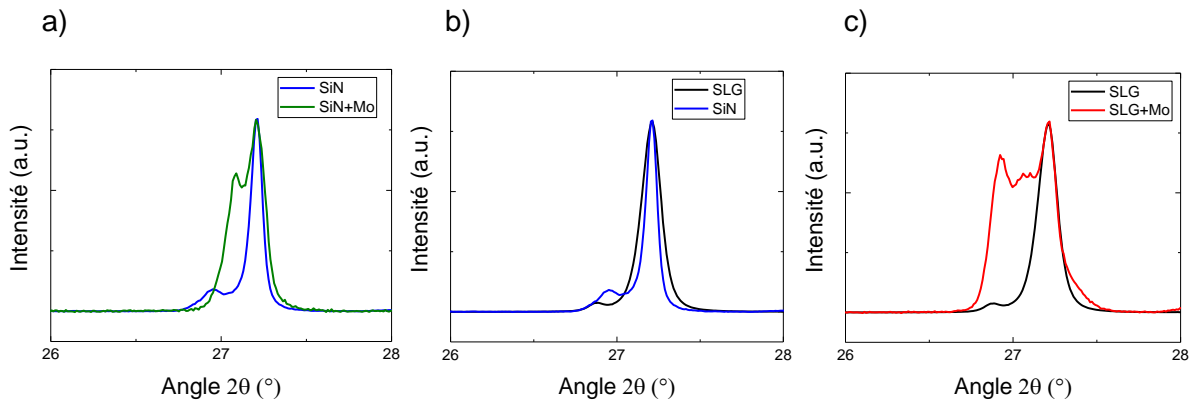 a)
SiN
SiN+Mo
Intensité (a.u.)
26
27
28
Angle 2θ (°)
b)
SLG
SiN
Intensité (a.u.)
26
27
28
Angle 2θ (°)
c)
SLG
SLG+Mo
Intensité (a.u.)
26
27
28
Angle 2θ (°)